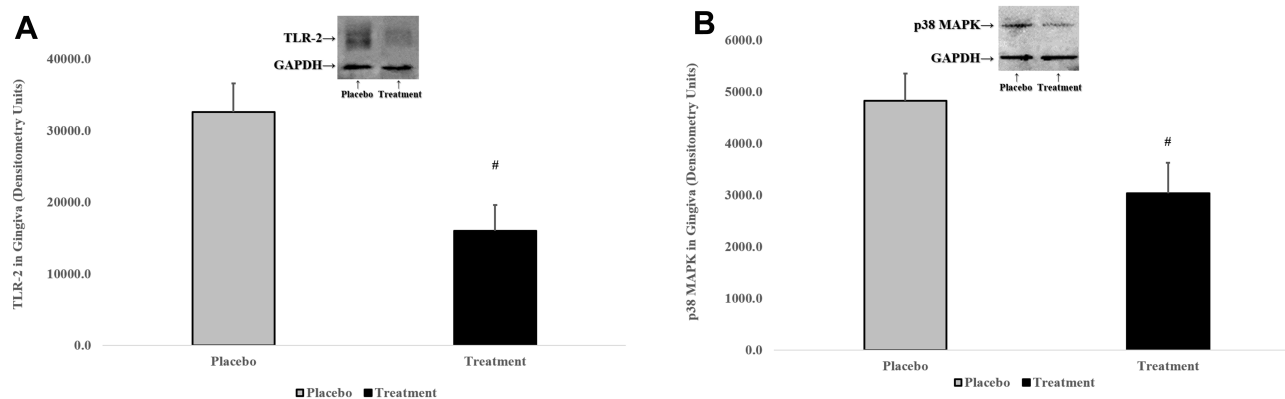 A
TLR-2→
GAPDH→
↑ ↑
Placebo Treatment
TLR-2 in Gingiva (Densitometry Units)
40000.0
30000.0
20000.0
10000.0
0.0
#
Placebo Treatment
Placebo Treatment
B
p38 MAPK→
GAPDH→
↑ ↑
Placebo Treatment
p38 MAPK in Gingiva (Densitometry Units)
6000.0
5000.0
4000.0
3000.0
2000.0
1000.0
0.0
#
Placebo Treatment
Placebo Treatment